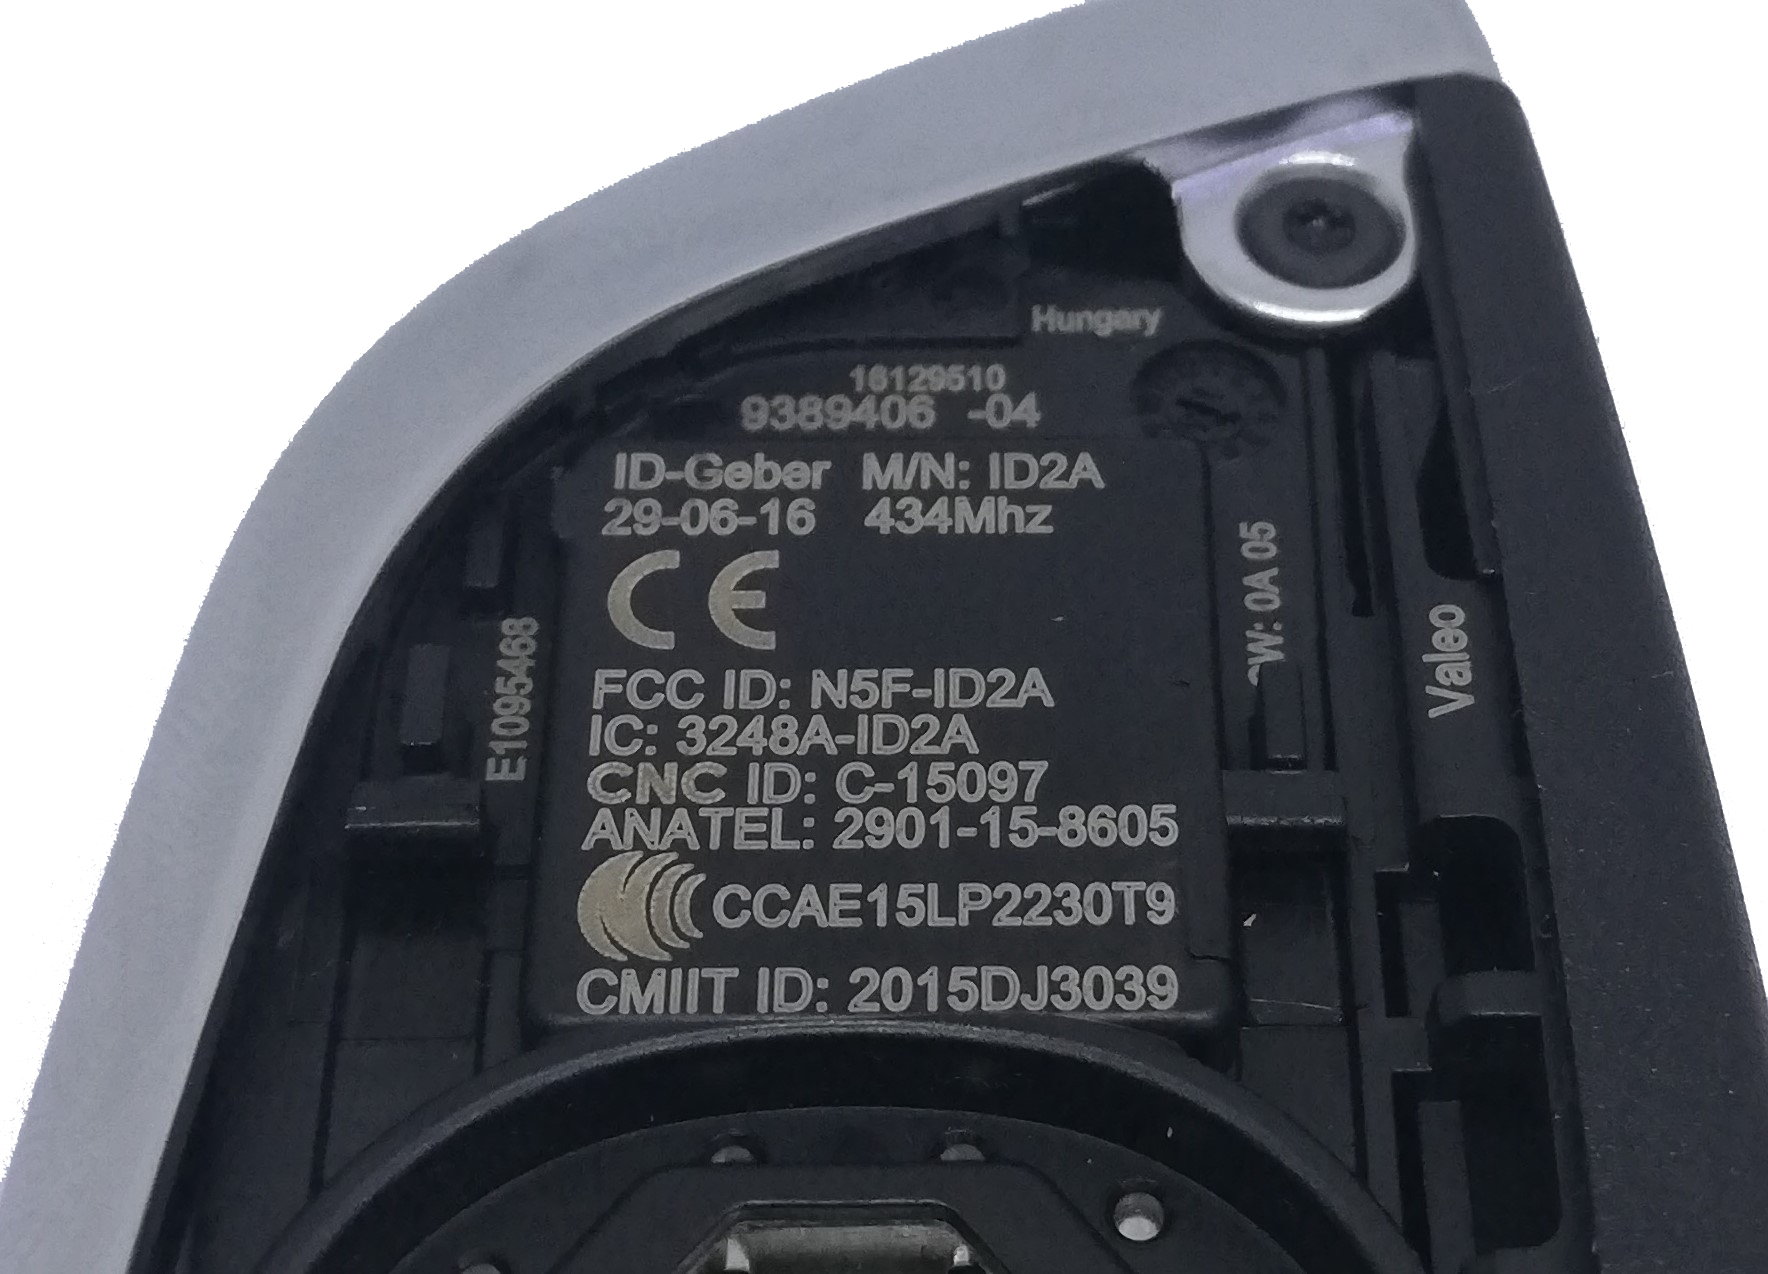 Hungary
16129510
9389406 -04
ID-Geber M/N: ID2A
29-06-16 434Mhz
CE
FCC ID: N5F-ID2A
IC: 3248A-ID2A
CNC ID: C-15097
ANATEL: 2901-15-8605
CCAE15LP2230T9
CMIIT ID: 2015DJ3039
E1095468
0A 05
Valeo